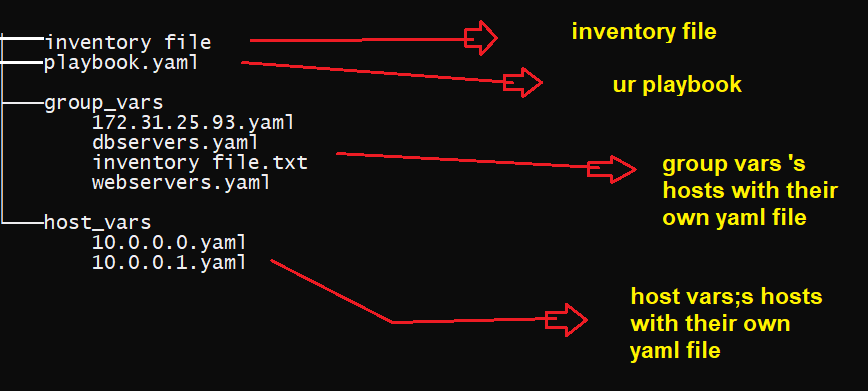 inventory file
inventory file
playbook.yaml
ur playbook
group_vars
172.31.25.93.yaml
dbservers.yaml
inventory file.txt
webservers.yaml
group vars 's
hosts with their
own yaml file
host_vars
10.0.0.0.yaml
10.0.0.1.yaml
host vars;s hosts
with their own
yaml file